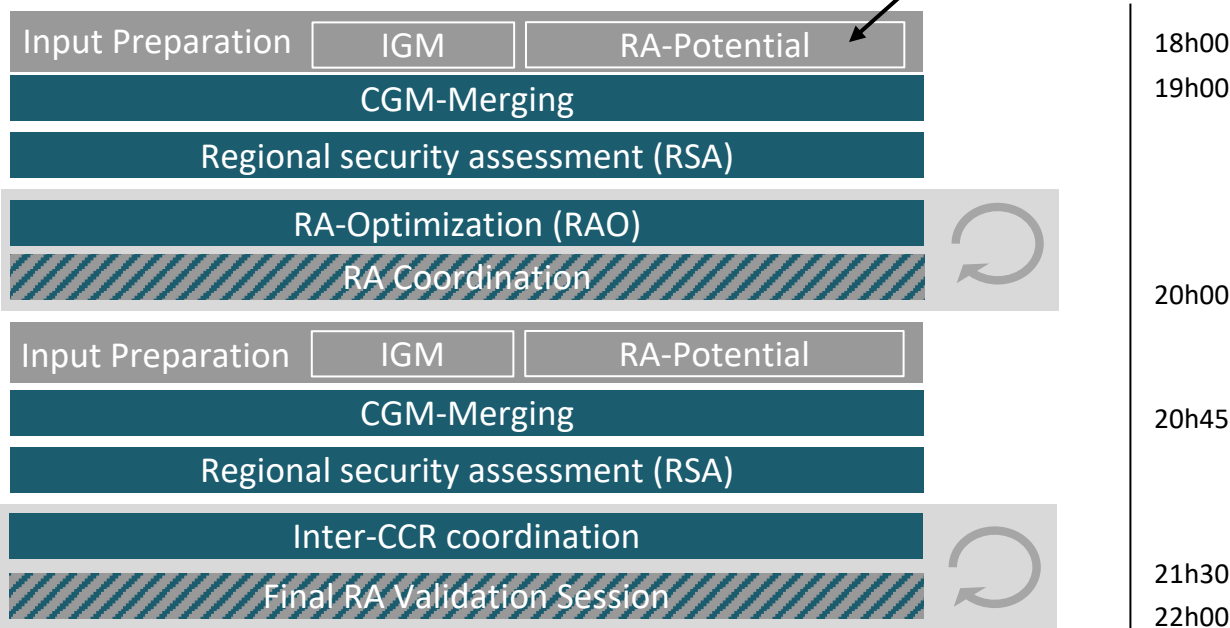 Input Preparation IGM RA-Potential 18h00
CGM-Merging 19h00
Regional security assessment (RSA)
RA-Optimization (RAO)
RA Coordination 20h00
Input Preparation IGM RA-Potential
CGM-Merging 20h45
Regional security assessment (RSA)
Inter-CCR coordination
Final RA Validation Session 21h30
22h00